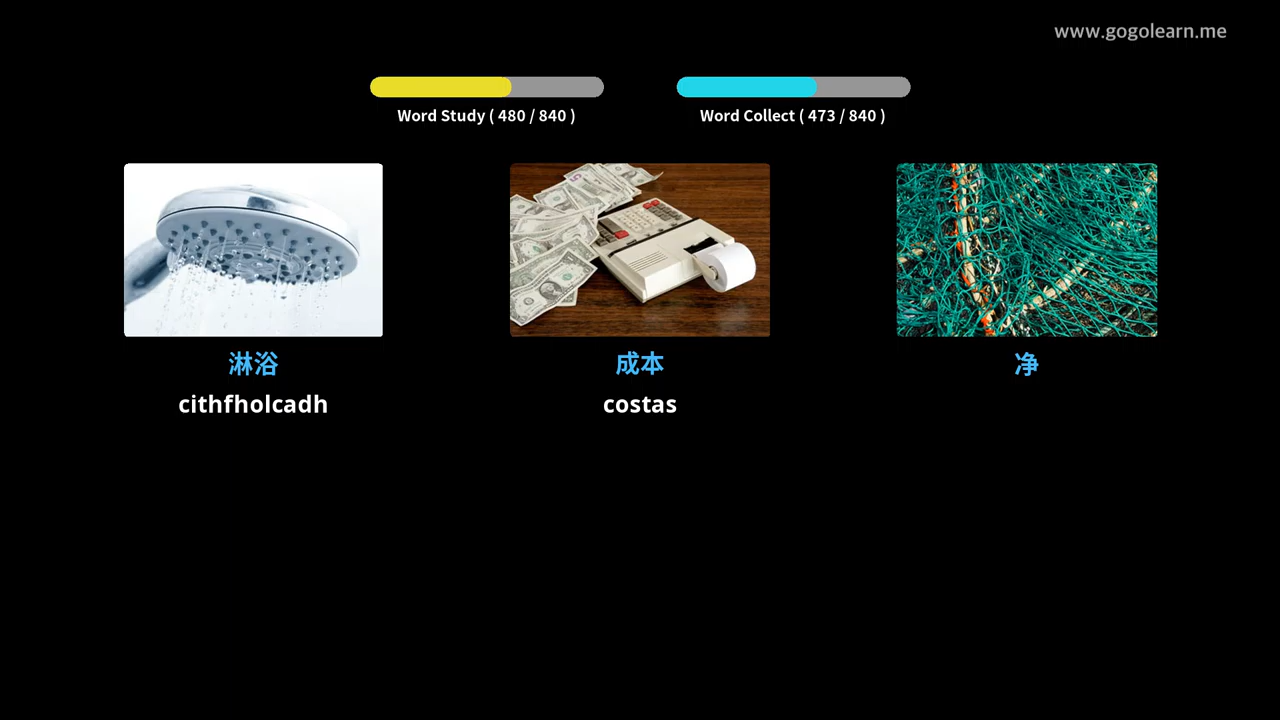 www.gogolearn.me
Word Study ( 480 / 840 )
Word Collect ( 473 / 840 )
淋浴
cithfholcadh
成本
costas
净